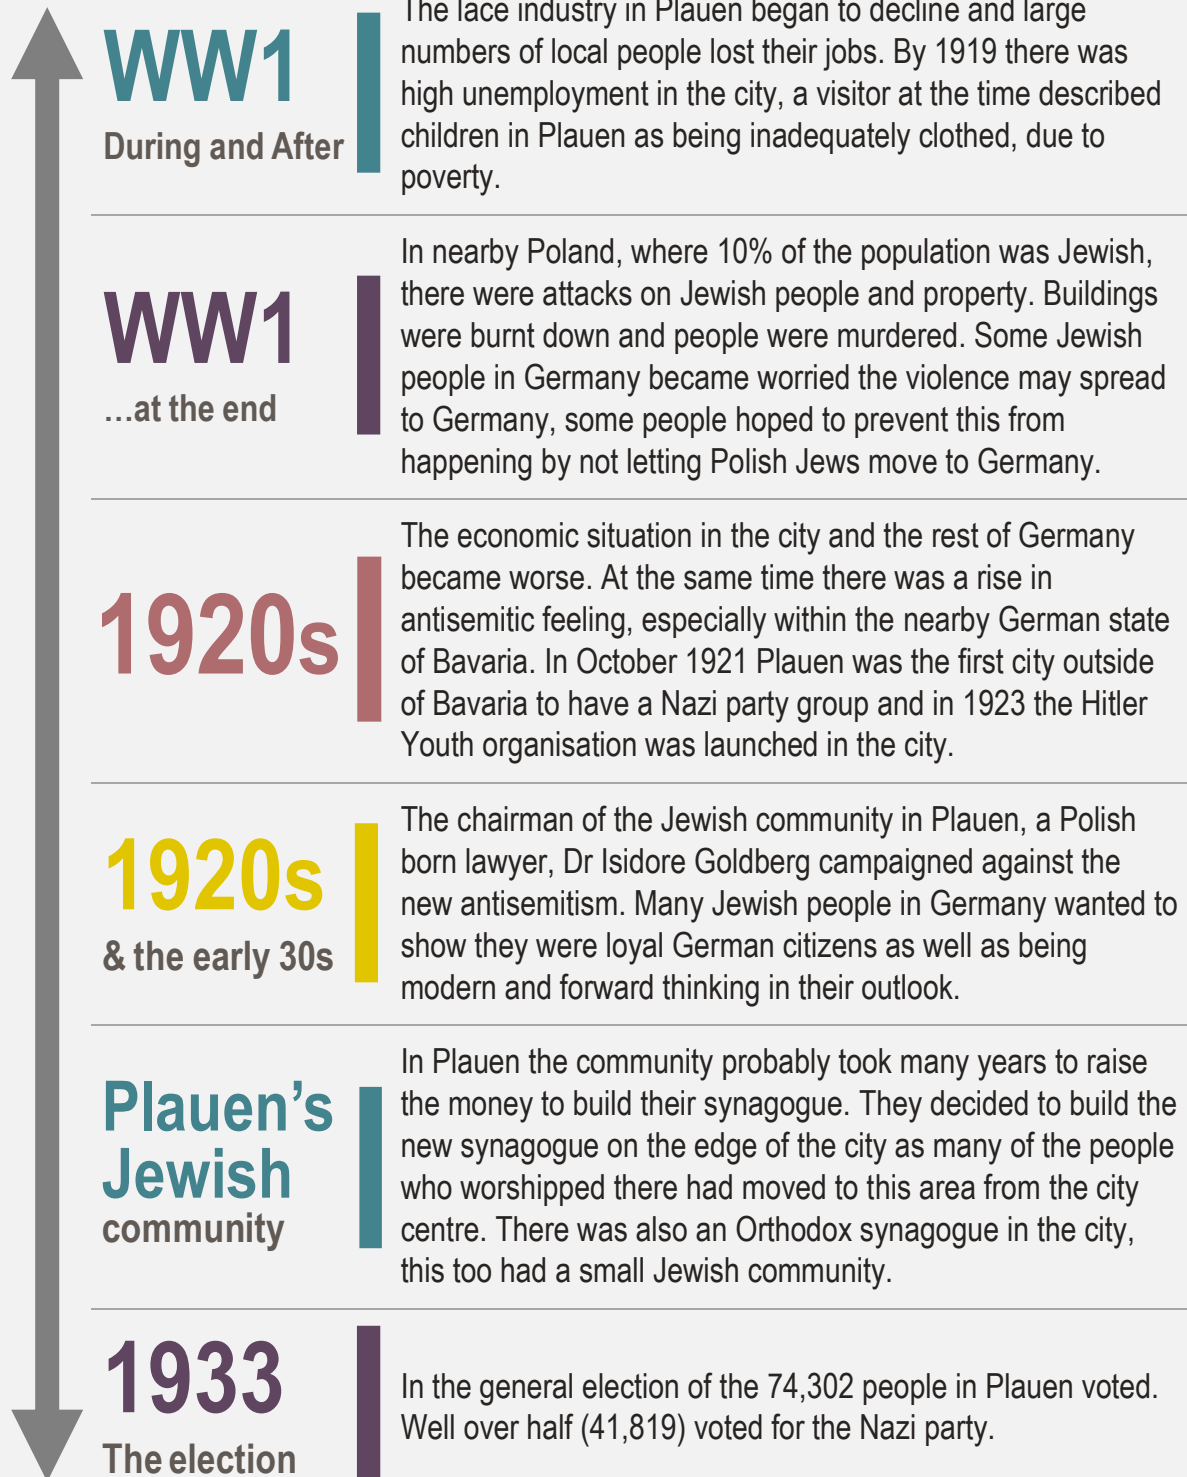 WW1
During and After
The lace industry in Plauen began to decline and large
numbers of local people lost their jobs. By 1919 there was
high unemployment in the city, a visitor at the time described
children in Plauen as being inadequately clothed, due to
poverty.
WW1
…at the end
In nearby Poland, where 10% of the population was Jewish,
there were attacks on Jewish people and property. Buildings
were burnt down and people were murdered. Some Jewish
people in Germany became worried the violence may spread
to Germany, some people hoped to prevent this from
happening by not letting Polish Jews move to Germany.
1920s
The economic situation in the city and the rest of Germany
became worse. At the same time there was a rise in
antisemitic feeling, especially within the nearby German state
of Bavaria. In October 1921 Plauen was the first city outside
of Bavaria to have a Nazi party group and in 1923 the Hitler
Youth organisation was launched in the city.
1920s
& the early 30s
The chairman of the Jewish community in Plauen, a Polish
born lawyer, Dr Isidore Goldberg campaigned against the
new antisemitism. Many Jewish people in Germany wanted to
show they were loyal German citizens as well as being
modern and forward thinking in their outlook.
Plauen’s
Jewish
community
In Plauen the community probably took many years to raise
the money to build their synagogue. They decided to build the
new synagogue on the edge of the city as many of the people
who worshipped there had moved to this area from the city
centre. There was also an Orthodox synagogue in the city,
this too had a small Jewish community.
1933
The election
In the general election of the 74,302 people in Plauen voted.
Well over half (41,819) voted for the Nazi party.